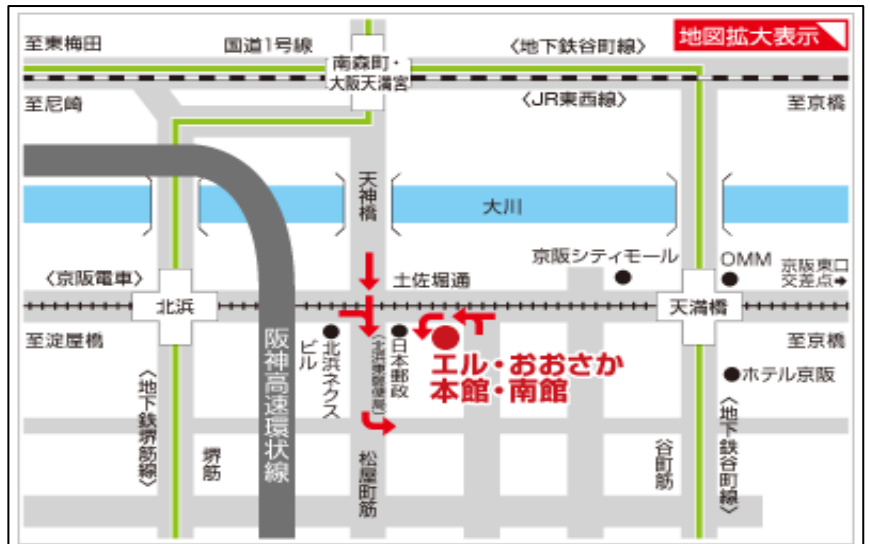 至東梅田
国道1号線
南森町・
大阪天満宮
〈地下鉄谷町線〉
地図拡大表示
至尼崎
〈JR東西線〉
至京橋
天神橋
大川
〈京阪電車〉
土佐堀通
京阪シティモール
OMM
京阪東口
交差点➡
北浜
天満橋
至淀屋橋
阪神高速環状線
北浜ネクス
ビル
日本郵政
(北浜東郵便局)
エル・おおさか
本館・南館
至京橋
ホテル京阪
〈地下鉄堺筋線〉
堺筋
松屋町筋
谷町筋
〈地下鉄谷町線〉